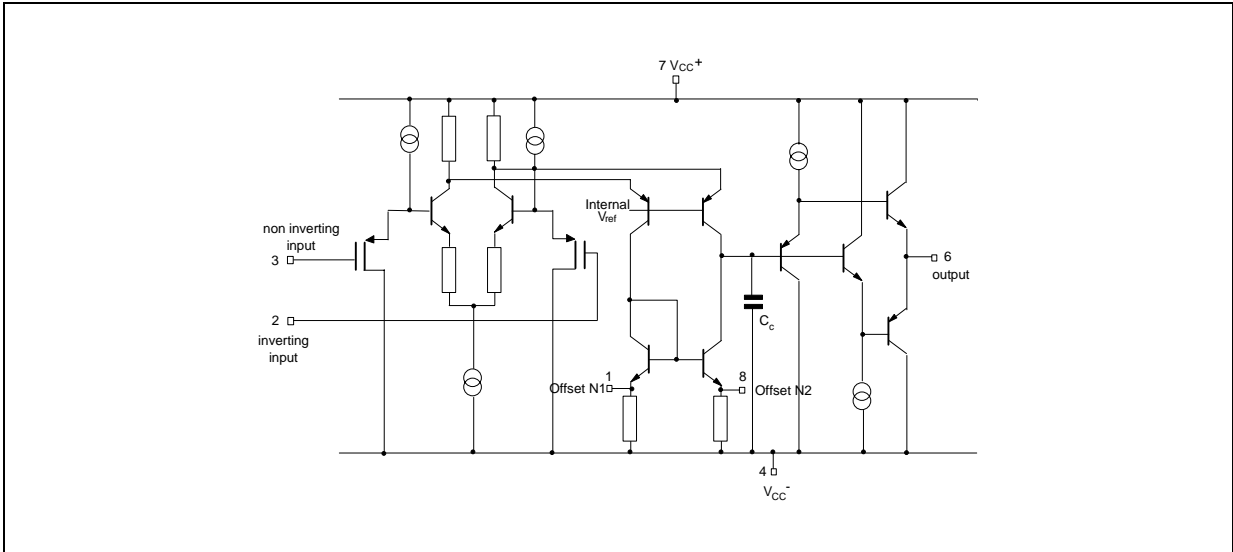 7 VCC+
Internal
Vref
non inverting
input
3
6
output
2
Cc
inverting
input
1
8
Offset N1
Offset N2
4
VCC-